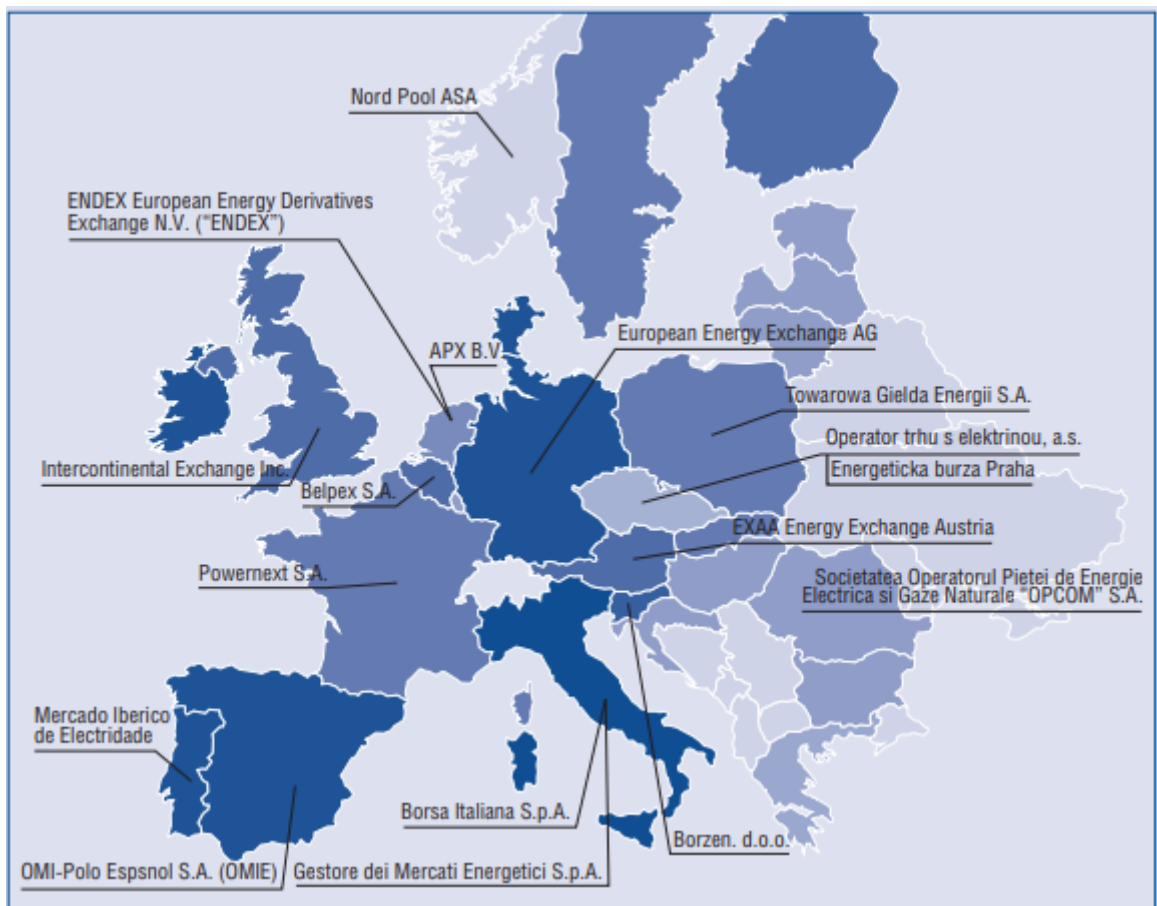 Nord Pool ASA
ENDEX European Energy Derivatives
Exchange N.V. (“ENDEX”)
European Energy Exchange AG
APX B.V
Towarowa Gielda Energii S.A.
Operator trhu s elektrinou, a.s.
Energeticka burza Praha
Intercontinental Exchange Inc.
Belpex S.A.
EXAA Energy Exchange Austria
Powernext S.A.
Societatea Operatorul Pietei de Energie
Electrica si Gaze Naturale “OPCOM” S.A.
Mercado Iberico
de Electridade
Borsa Italiana S.p.A.
Borzen. d.o.o.
OMI-Polo Espsnol S.A. (OMIE)
Gestore dei Mercati Energetici S.p.A.